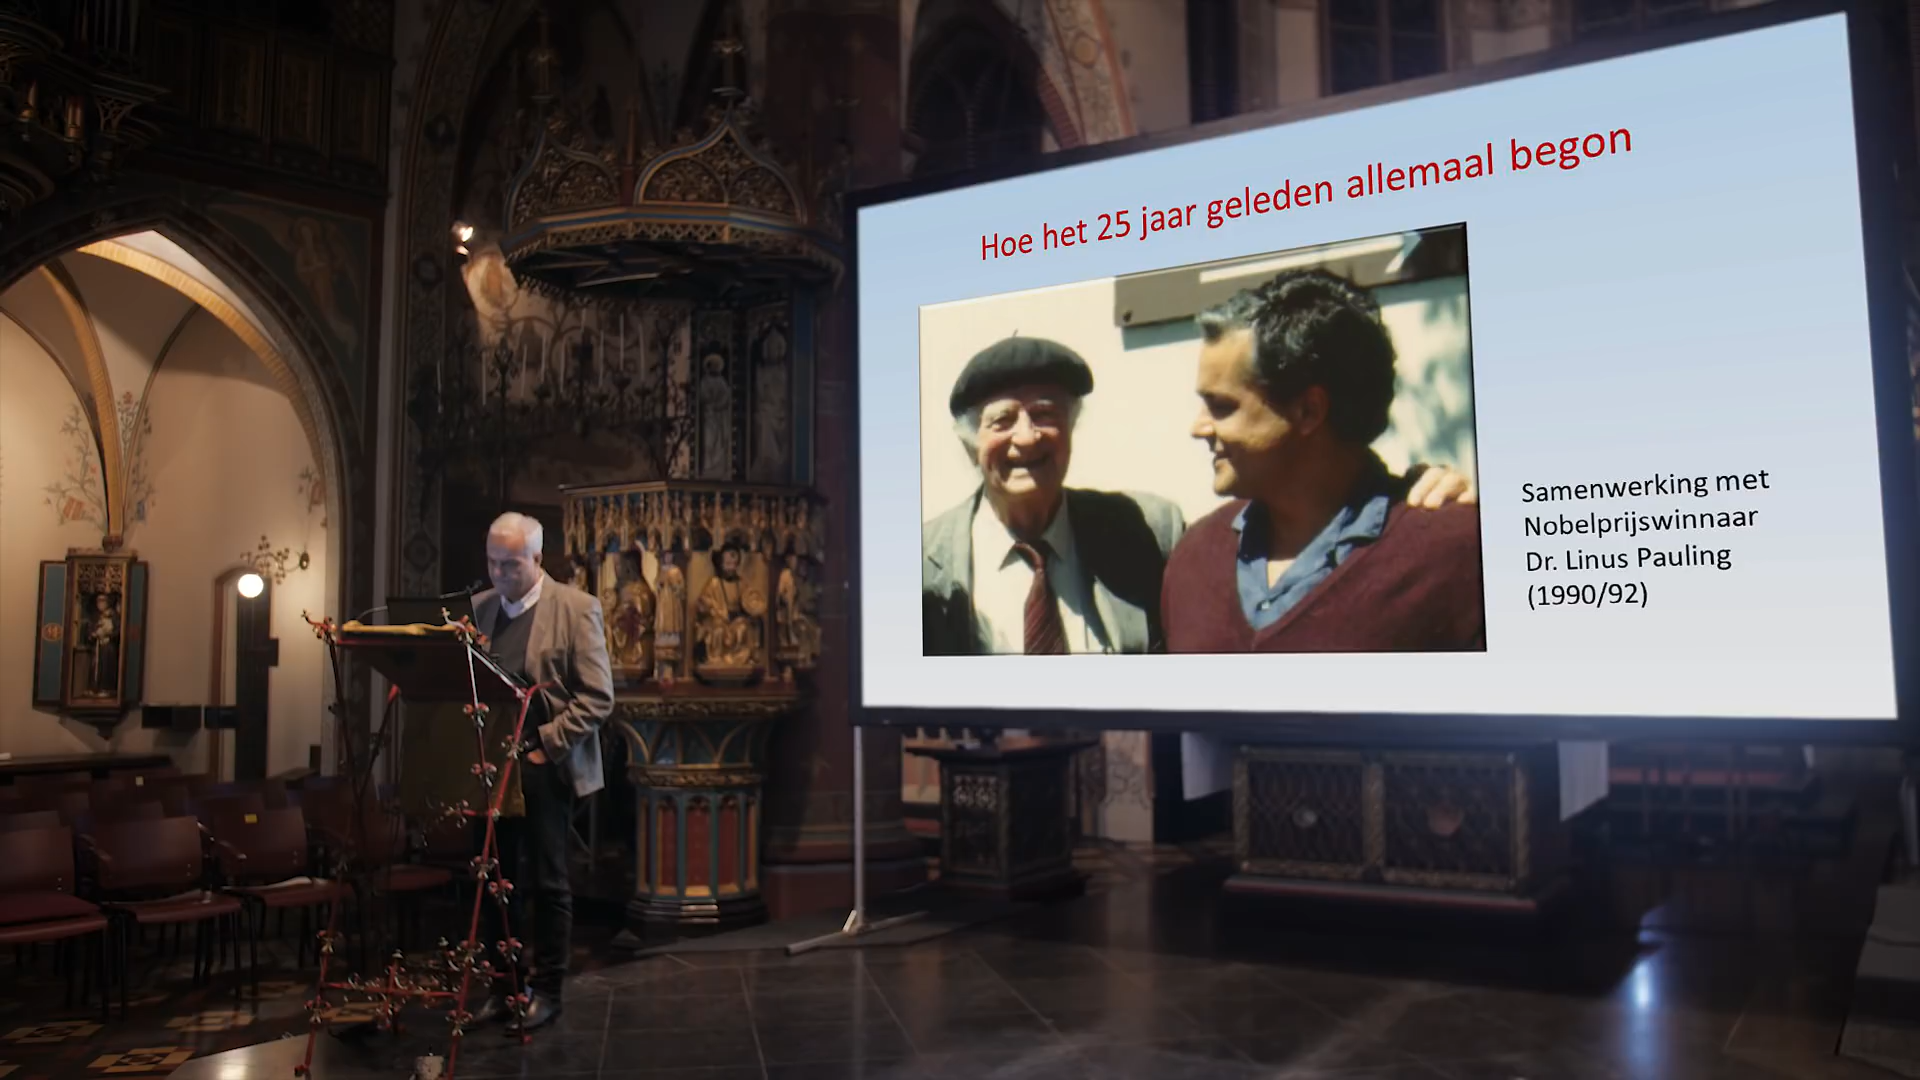 Hoe het 25 jaar geleden allemaal begon
Samenwerking met
Nobelprijswinnaar
Dr. Linus Pauling
(1990/92)